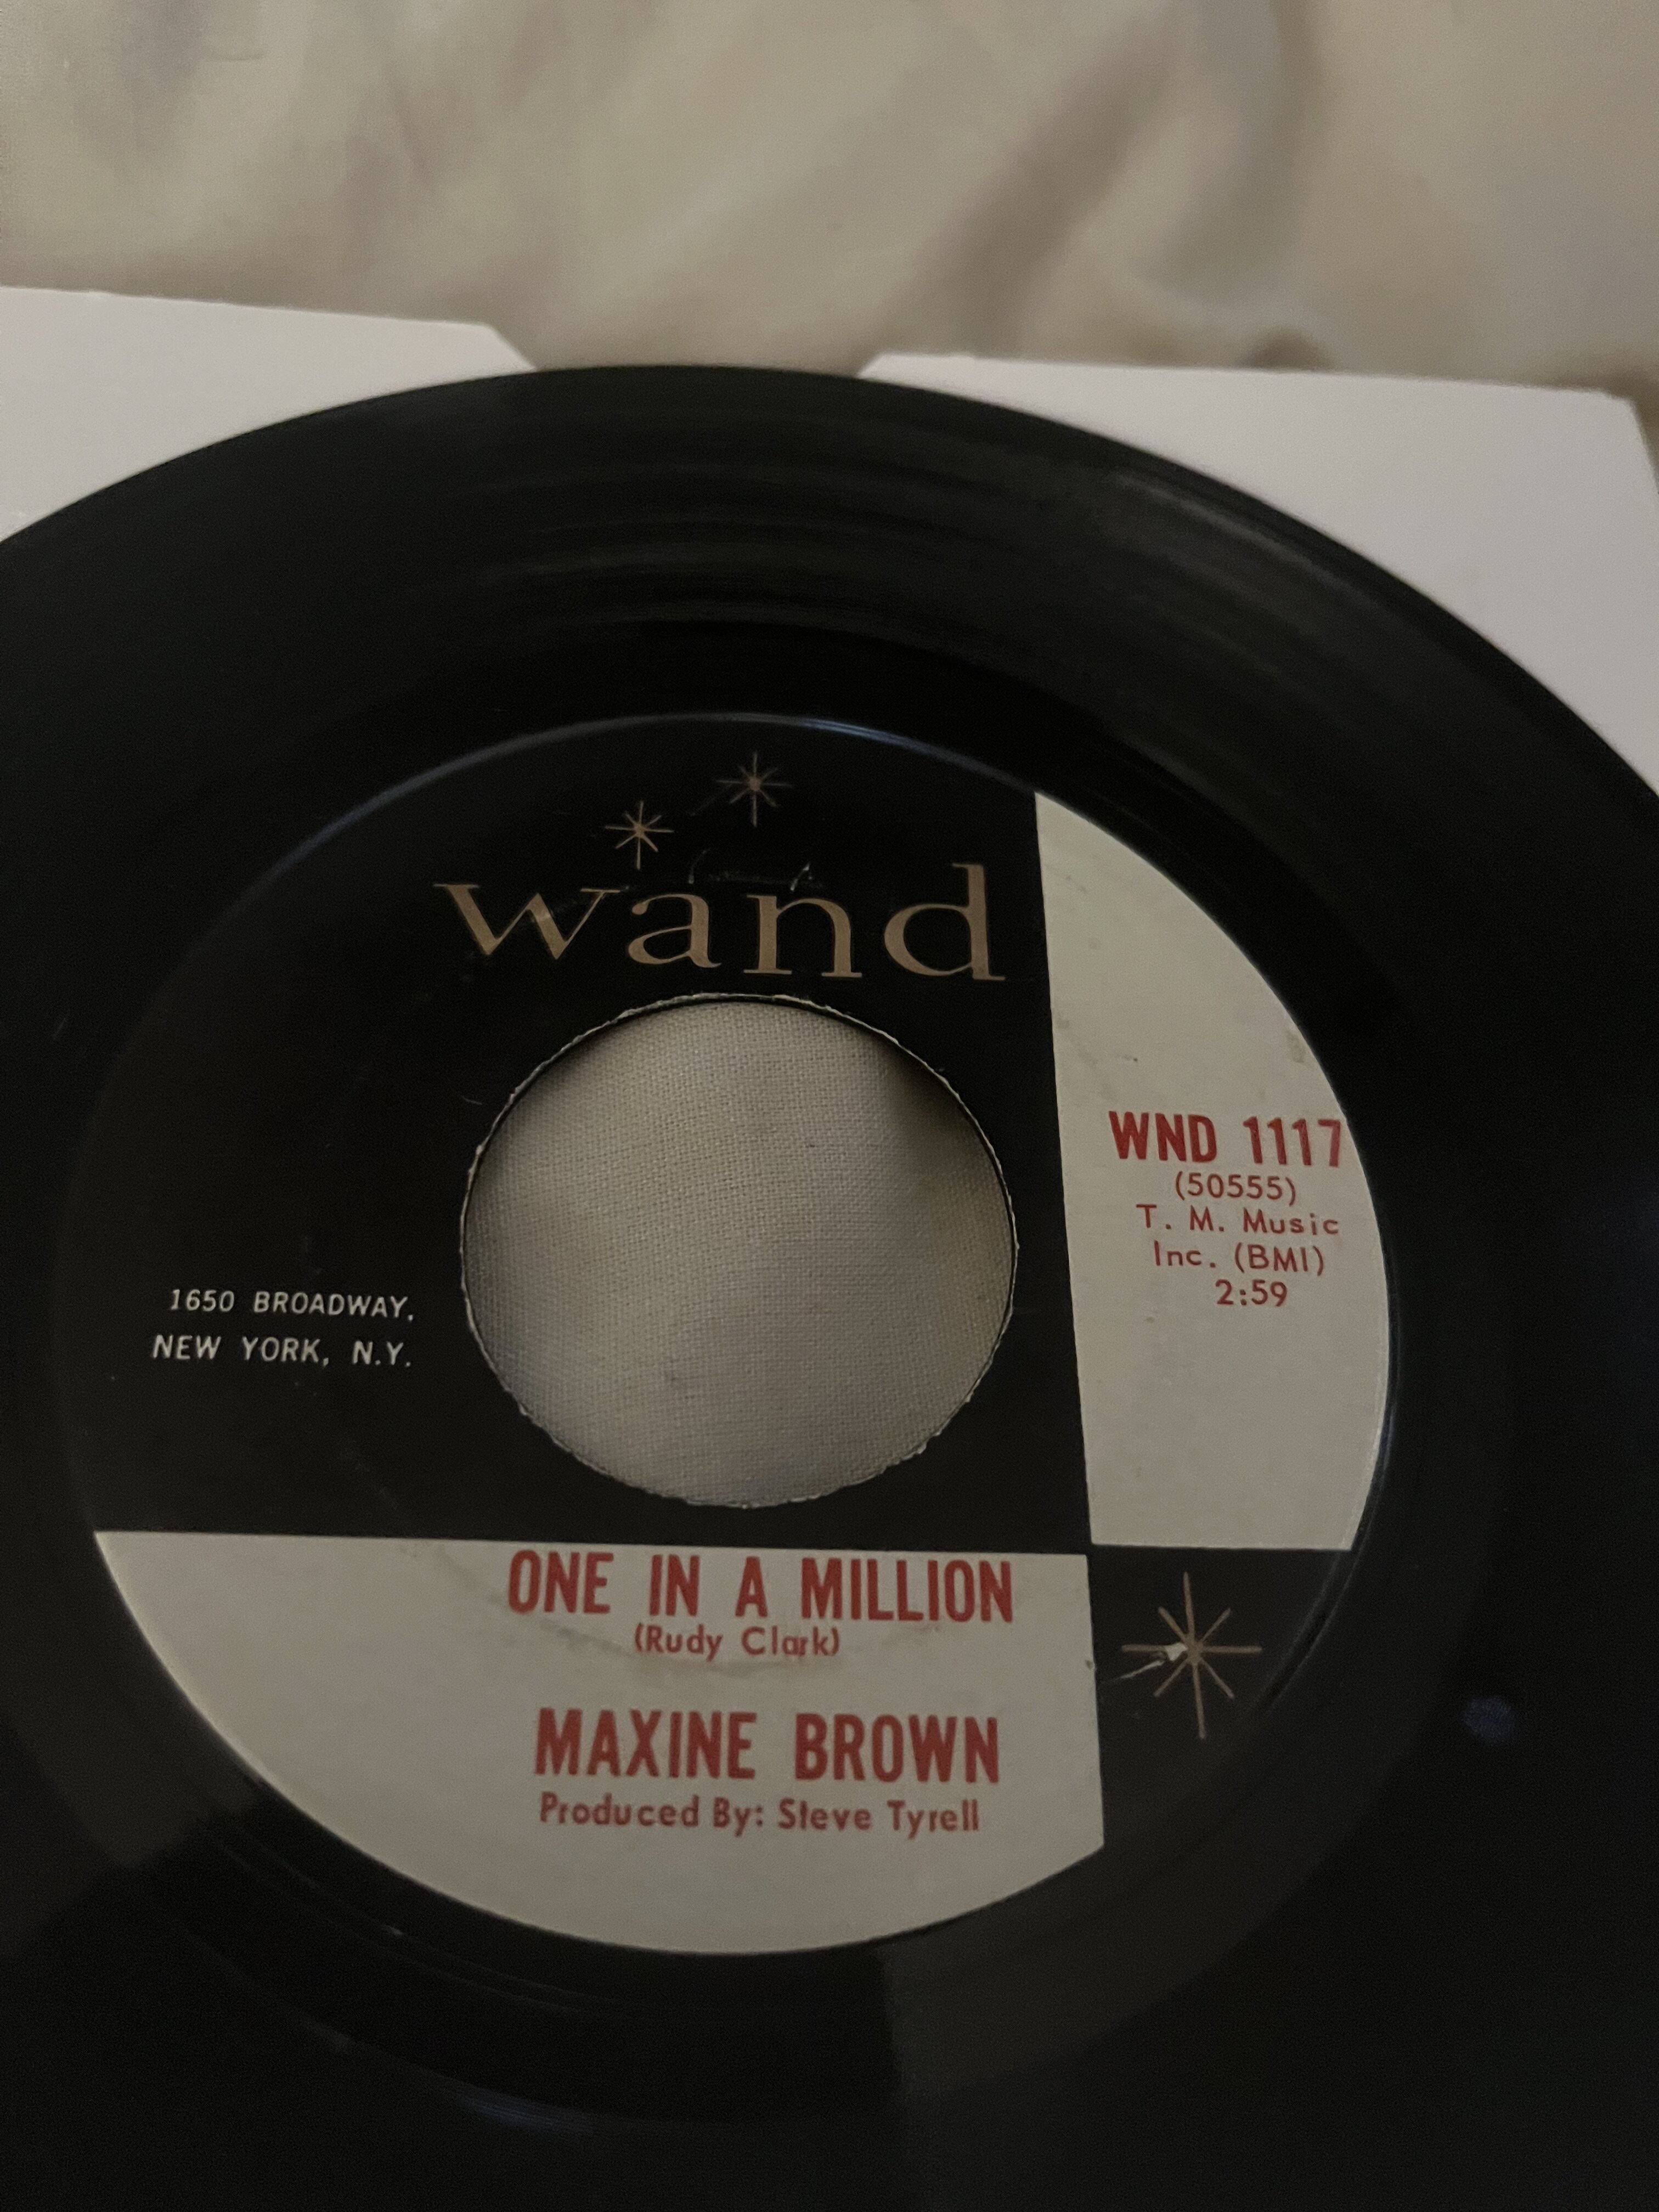 wand
WND 1117
(50555)
T. M. Music
Inc. (BMI)
2:59
1650 BROADWAY,
NEW YORK, N.Y.
ONE IN A MILLION
(Rudy Clark)
MAXINE BROWN
Produced By: Steve Tyrell